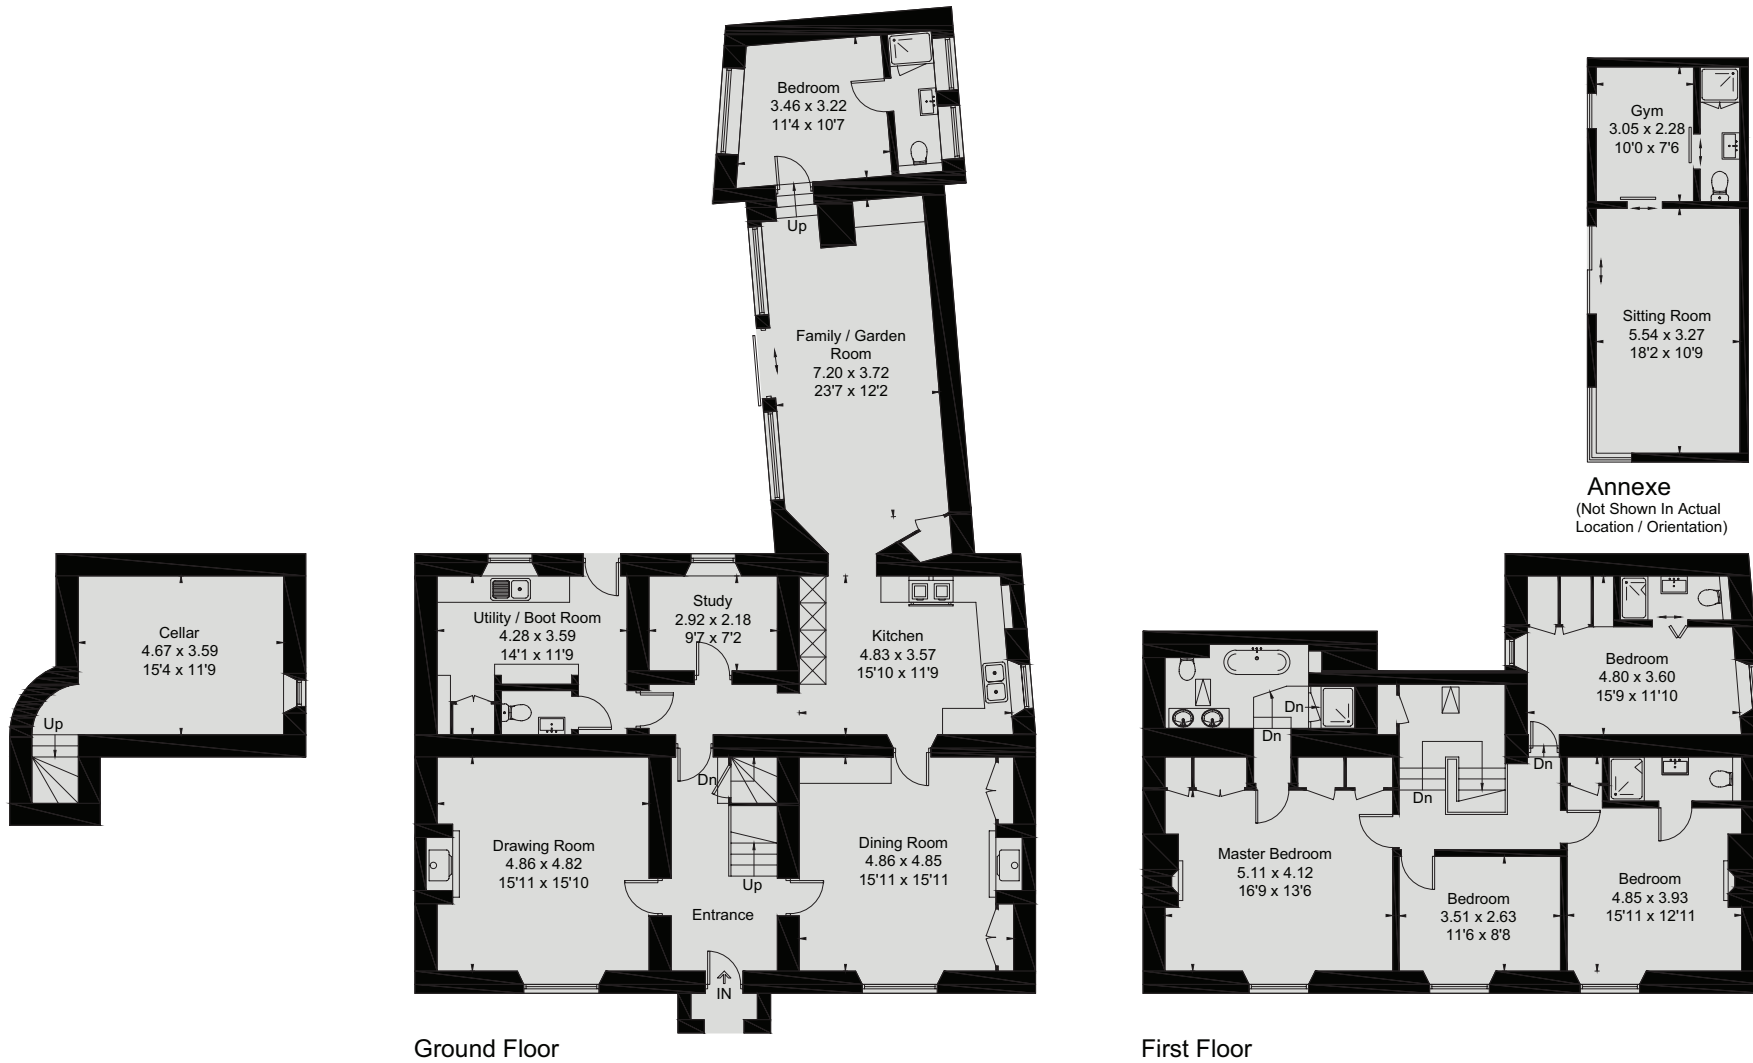 Bedroom
3.46 x 3.22
11'4 x 10'7
Up
Family / Garden
Room
7.20 x 3.72
23'7 x 12'2
Gym
3.05 x 2.28
10'0 x 7'6
Sitting Room
5.54 x 3.27
18'2 x 10'9
Annexe
(Not Shown In Actual
Location / Orientation)
Cellar
4.67 x 3.59
15'4 x 11'9
Up
Utility / Boot Room
4.28 x 3.59
14'1 x 11'9
Study
2.92 x 2.18
9'7 x 7'2
Kitchen
4.83 x 3.57
15'10 x 11'9
Dn
Drawing Room
4.86 x 4.82
15'11 x 15'10
Up
Entrance
IN
Dining Room
4.86 x 4.85
15'11 x 15'11
Ground Floor
Bedroom
4.80 x 3.60
15'9 x 11'10
Dn
Dn
Dn
Dn
Master Bedroom
5.11 x 4.12
16'9 x 13'6
Bedroom
3.51 x 2.63
11'6 x 8'8
Bedroom
4.85 x 3.93
15'11 x 12'11
First Floor